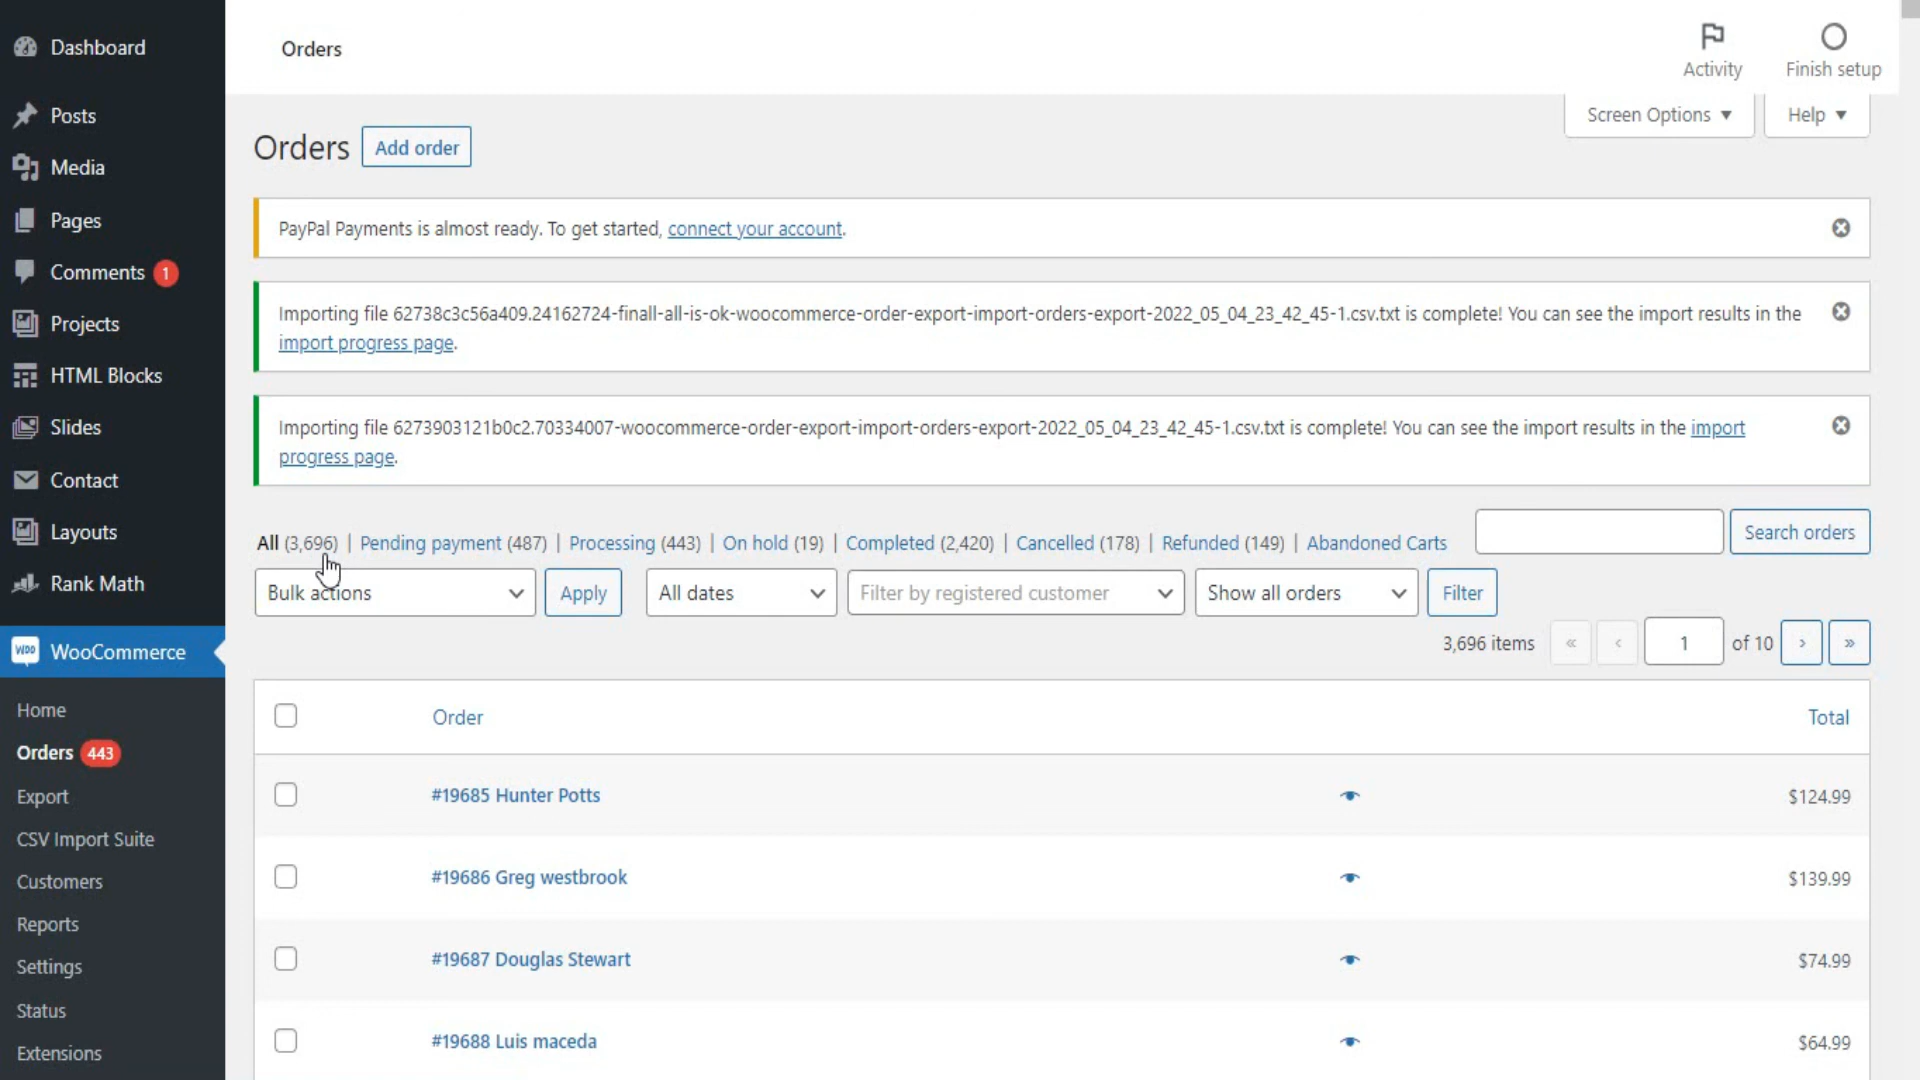 Dashboard
Posts
Media
Pages
Comments 1
Projects
HTML Blocks
Slides
Contact
Layouts
Rank Math
WOO WooCommerce
Home
Orders 443
Export
CSV Import Suite
Customers
Reports
Settings
Status
Extensions
Orders
Activity
Finish setup
Screen Options ▼
Help ▼
Orders Add order
PayPal Payments is almost ready. To get started, connect your account.
Importing file 62738c3c56a409.24162724-finall-all-is-ok-woocommerce-order-export-import-orders-export-2022_05_04_23_42_45-1.csv.txt is complete! You can see the import results in the
import progress page.
Importing file 6273903121b0c2.70334007-woocommerce-order-export-import-orders-export-2022_05_04_23_42_45-1.csv.txt is complete! You can see the import results in the import
progress page.
All (3,696) | Pending payment (487) | Processing (443) | On hold (19) | Completed (2,420) | Cancelled (178) | Refunded (149) | Abandoned Carts
Search orders
Bulk actions Apply All dates Filter by registered customer Show all orders Filter
3,696 items « ‹ 1 of 10 › »
Order Total
#19685 Hunter Potts $124.99
#19686 Greg westbrook $139.99
#19687 Douglas Stewart $74.99
#19688 Luis maceda $64.99